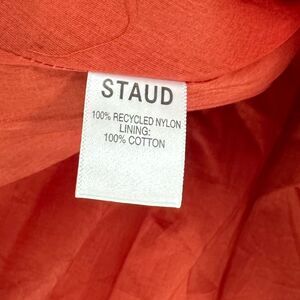 STAUD
100% RECYCLED NYLON
LINING:
100% COTTON